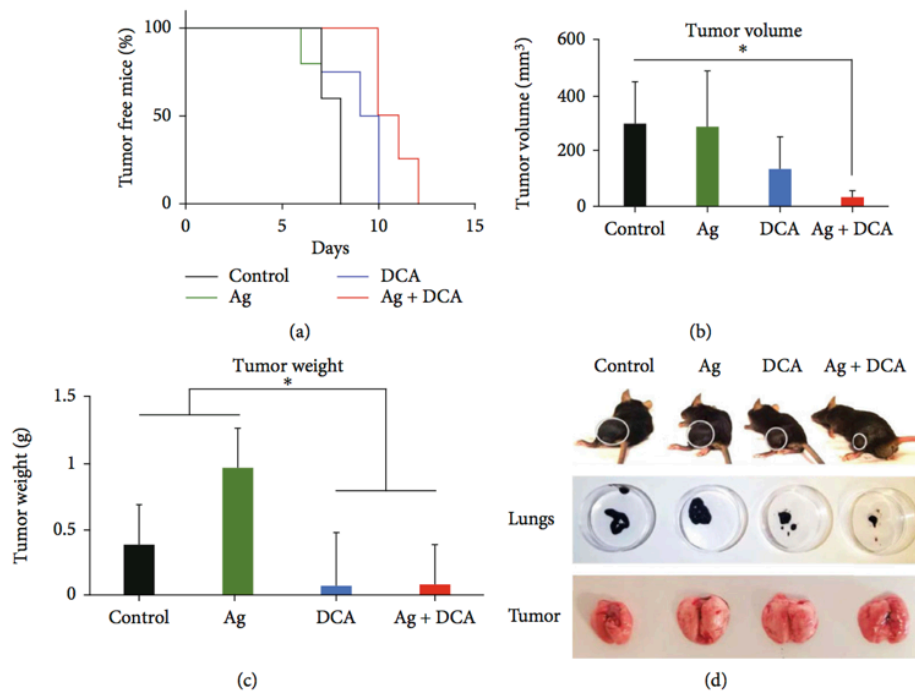 Tumor free mice (%)
100
50
0
0 5 10 15
Days
Control DCA
Ag Ag + DCA
(a)
Tumor volume
*
Tumor volume (mm³)
600
400
200
0
Control Ag DCA Ag + DCA
(b)
Tumor weight
*
Tumor weight (g)
1.5
1
0.5
0
Control Ag DCA Ag + DCA
(c)
Control Ag DCA Ag + DCA
Lungs
Tumor
(d)